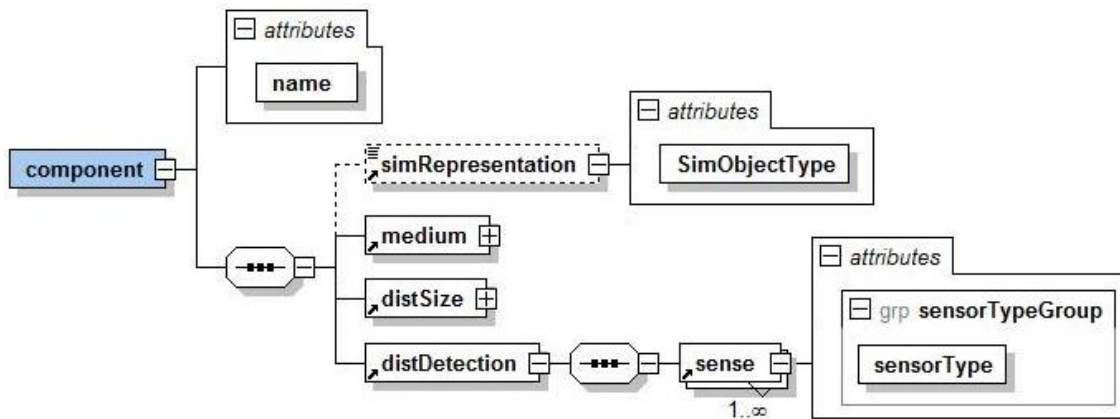 attributes
name
component
simRepresentation
attributes
SimObjectType
medium
distSize
distDetection
sense
1..∞
attributes
grp sensorTypeGroup
sensorType